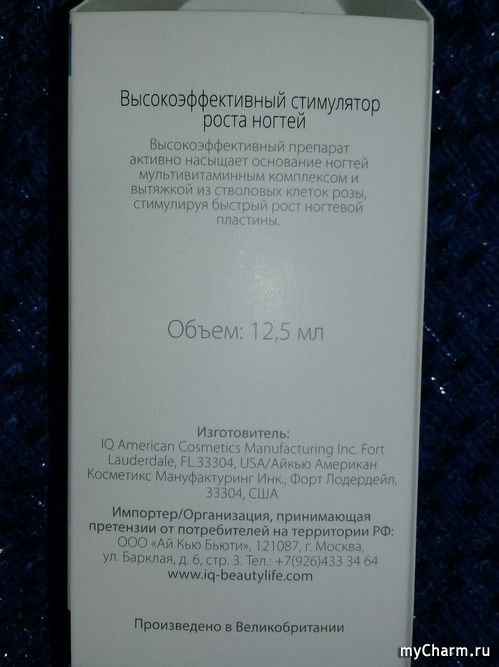 Высокоэффективный стимулятор
роста ногтей
Высокоэффективный препарат
активно насыщает основание ногтей
мультивитаминным комплексом и
вытяжкой из стволовых клеток розы,
стимулируя быстрый рост ногтевой
пластины.
Объем: 12,5 мл
Изготовитель:
IQ American Cosmetics Manufacturing Inc. Fort
Lauderdale, FL.33304, USA/Айкью Американ
Косметикс Мануфактуринг Инк., Форт Лодердейл,
33304, США
Импортер/Организация, принимающая
претензии от потребителей на территории РФ:
ООО «Ай Кью Бьюти», 121087, г. Москва,
ул. Барклая, д. 6, стр. 3. Тел.: +7(926)433 34 64
www.iq-beautylife.com
Произведено в Великобритании
myCharm.ru